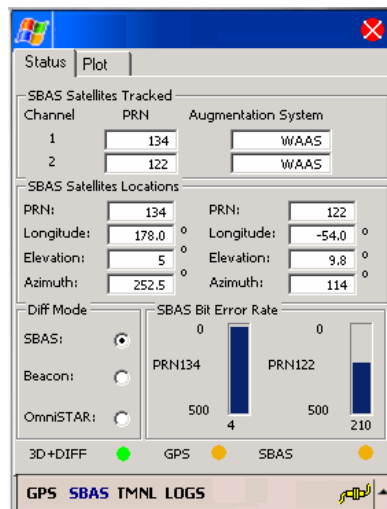 Status Plot
SBAS Satellites Tracked
Channel PRN Augmentation System
1 134 WAAS
2 122 WAAS
SBAS Satellites Locations
PRN: 134 PRN: 122
Longitude: 178.0 ° Longitude: -54.0 °
Elevation: 5 ° Elevation: 9.8 °
Azimuth: 252.5 ° Azimuth: 114 °
Diff Mode
SBAS:
Beacon:
OmniSTAR:
SBAS Bit Error Rate
0 0
PRN134 PRN122
500 500
4 210
3D+DIFF GPS SBAS
GPS SBAS TMNL LOGS